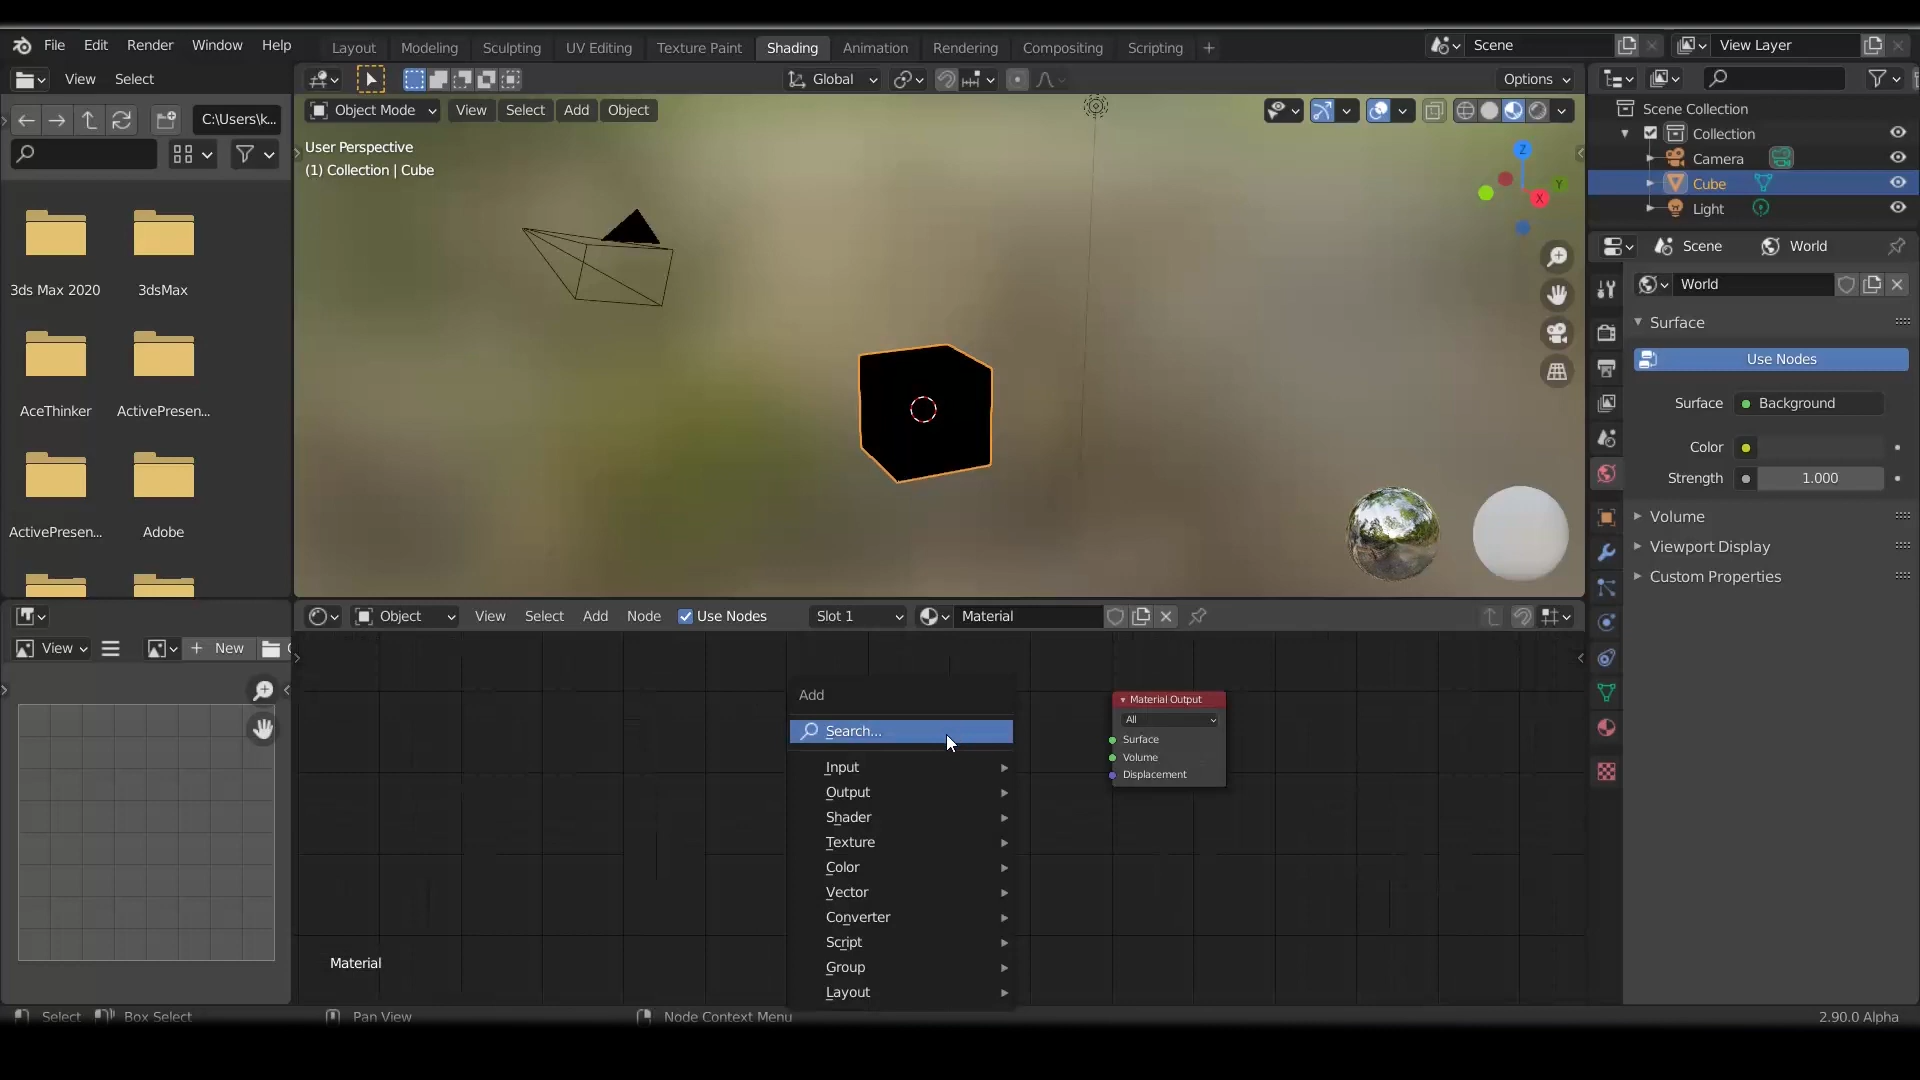 File Edit Render Window Help Layout Modeling Sculpting UV Editing Texture Paint Shading Animation Rendering Compositing Scripting + Scene View Layer
View Select Global Options
Object Mode View Select Add Object
C:\Users\k...
User Perspective
(1) Collection | Cube
Z
Y
X
3ds Max 2020 3dsMax
AceThinker ActivePresen...
ActivePresen... Adobe
Scene Collection
Collection
Camera
Cube
Light
Scene World
World
Surface
Use Nodes
Surface Background
Color
Strength 1.000
Volume
Viewport Display
Custom Properties
Object View Select Add Node Use Nodes Slot 1 Material
View New
Add
Search...
Input
Output
Shader
Texture
Color
Vector
Converter
Script
Group
Layout
Material Output
All
Surface
Volume
Displacement
Material
Select Box Select Pan View Node Context Menu 2.90.0 Alpha